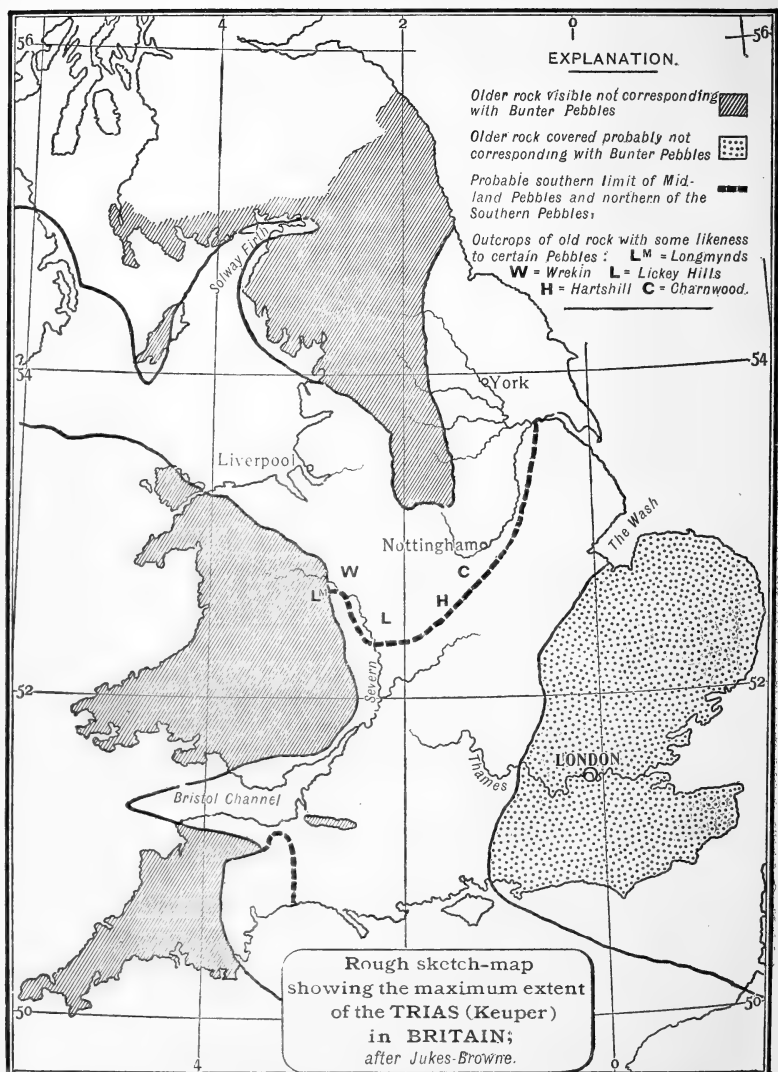 56
4
2
0
56
EXPLANATION.
Older rock visible not corresponding
with Bunter Pebbles
Older rock covered probably not
corresponding with Bunter Pebbles
Probable southern limit of Mid-
land Pebbles and northern of the
Southern Pebbles:
Outcrops of old rock with some likeness
to certain Pebbles: LM = Longmynds
W = Wrekin L = Lickey Hills
H = Hartshill C = Charnwood.
Solway Firth
54
54
York
Liverpool
The Wash
Nottingham
W
C
LM
H
L
52
Severn
52
LONDON
Thames
Bristol Channel
50
50
Rough sketch-map
showing the maximum extent
of the TRIAS (Keuper)
in BRITAIN;
after Jukes-Browne.
4
0